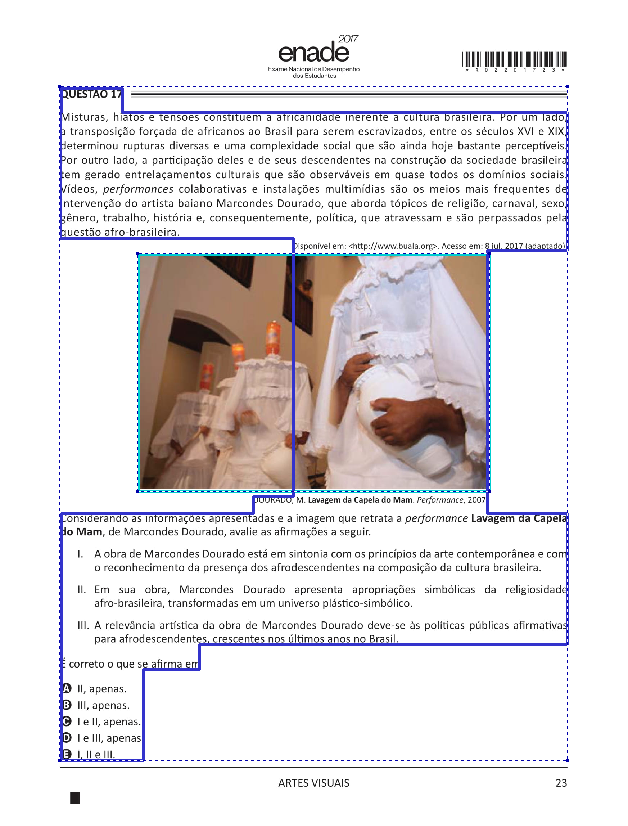 enade 2017
Exame Nacional de Desempenho
dos Estudantes
*R0220172 3*
QUESTÃO 17
Misturas, hiatos e tensões constituem a africanidade inerente à cultura brasileira. Por um lado,
a transposição forçada de africanos ao Brasil para serem escravizados, entre os séculos XVI e XIX,
determinou rupturas diversas e uma complexidade social que são ainda hoje bastante perceptíveis.
Por outro lado, a participação deles e de seus descendentes na construção da sociedade brasileira
tem gerado entrelaçamentos culturais que são observáveis em quase todos os domínios sociais.
Vídeos, performances colaborativas e instalações multimídias são os meios mais frequentes de
intervenção do artista baiano Marcondes Dourado, que aborda tópicos de religião, carnaval, sexo,
gênero, trabalho, história e, consequentemente, política, que atravessam e são perpassados pela
questão afro-brasileira.
Disponível em: <http://www.buala.org>. Acesso em: 8 jul. 2017 (adaptado).
DOURADO, M. Lavagem da Capela do Mam. Performance, 2007.
Considerando as informações apresentadas e a imagem que retrata a performance Lavagem da Capela
do Mam, de Marcondes Dourado, avalie as afirmações a seguir.
I. A obra de Marcondes Dourado está em sintonia com os princípios da arte contemporânea e com
o reconhecimento da presença dos afrodescendentes na composição da cultura brasileira.
II. Em sua obra, Marcondes Dourado apresenta apropriações simbólicas da religiosidade
afro-brasileira, transformadas em um universo plástico-simbólico.
III. A relevância artística da obra de Marcondes Dourado deve-se às políticas públicas afirmativas
para afrodescendentes, crescentes nos últimos anos no Brasil.
É correto o que se afirma em
A II, apenas.
B III, apenas.
C I e II, apenas.
D I e III, apenas.
E I, II e III.
ARTES VISUAIS 23